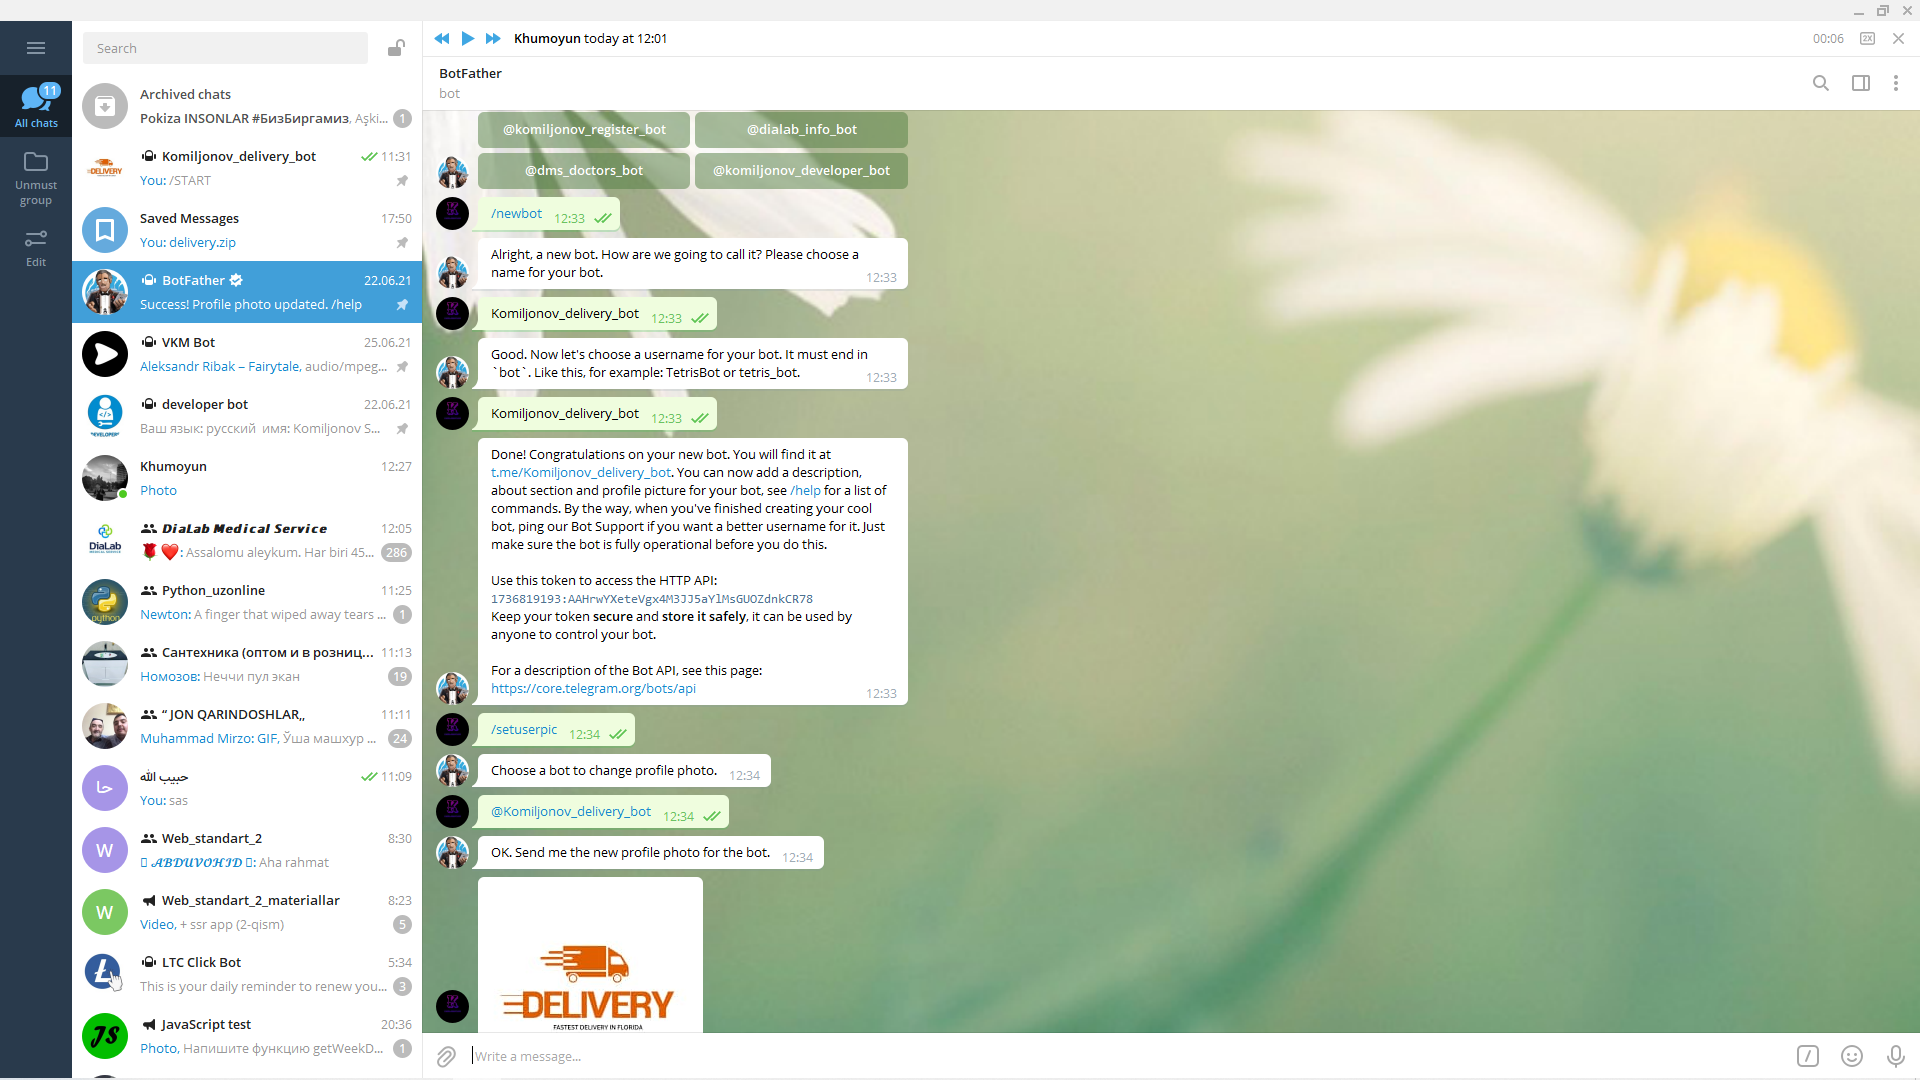 Search
Khumoyun today at 12:01
00:06
2X
11
All chats
Unmust
group
Edit
Archived chats
Pokiza INSONLAR #БизБиргамиз, Aşki...
1
DELIVERY
Komiljonov_delivery_bot
11:31
You: /START
Saved Messages
17:50
You: delivery.zip
BotFather
22.06.21
Success! Profile photo updated. /help
VKM Bot
25.06.21
Aleksandr Ribak – Fairytale, audio/mpeg...
developer bot
22.06.21
Ваш язык: русский имя: Komiljonov S...
Khumoyun
12:27
Photo
DiaLab
DiaLab Medical Service
12:05
🌹 ❤️: Assalomu aleykum. Har biri 45...
286
python
Python_uzonline
11:25
Newton: A finger that wiped away tears ...
1
Сантехника (оптом и в розниц...
11:13
Номозов: Неччи пул экан
19
“ JON QARINDOSHLAR,,
11:11
Muhammad Mirzo: GIF, Ўша машхур ...
24
حا
حبيب الله
11:09
You: sas
W
Web_standart_2
8:30
𝓐𝓑𝓓𝓤𝓥𝓞𝓗𝓘𝓓 : Aha rahmat
W
Web_standart_2_materiallar
8:23
Video, + ssr app (2-qism)
5
LTC Click Bot
5:34
This is your daily reminder to renew you...
3
JS
JavaScript test
20:36
Photo, Напишите функцию getWeekD...
1
BotFather
bot
@komiljonov_register_bot
@dialab_info_bot
@dms_doctors_bot
@komiljonov_developer_bot
/newbot 12:33
Alright, a new bot. How are we going to call it? Please choose a
name for your bot. 12:33
Komiljonov_delivery_bot 12:33
Good. Now let's choose a username for your bot. It must end in
`bot`. Like this, for example: TetrisBot or tetris_bot. 12:33
Komiljonov_delivery_bot 12:33
Done! Congratulations on your new bot. You will find it at
t.me/Komiljonov_delivery_bot. You can now add a description,
about section and profile picture for your bot, see /help for a list of
commands. By the way, when you've finished creating your cool
bot, ping our Bot Support if you want a better username for it. Just
make sure the bot is fully operational before you do this.
Use this token to access the HTTP API:
1736819193:AAHrwYXeteVgx4M3JJ5aYlMsGUOZdnkCR78
Keep your token secure and store it safely, it can be used by
anyone to control your bot.
For a description of the Bot API, see this page:
https://core.telegram.org/bots/api 12:33
/setuserpic 12:34
Choose a bot to change profile photo. 12:34
@Komiljonov_delivery_bot 12:34
OK. Send me the new profile photo for the bot. 12:34
DELIVERY
FASTEST DELIVERY IN FLORIDA
Write a message...